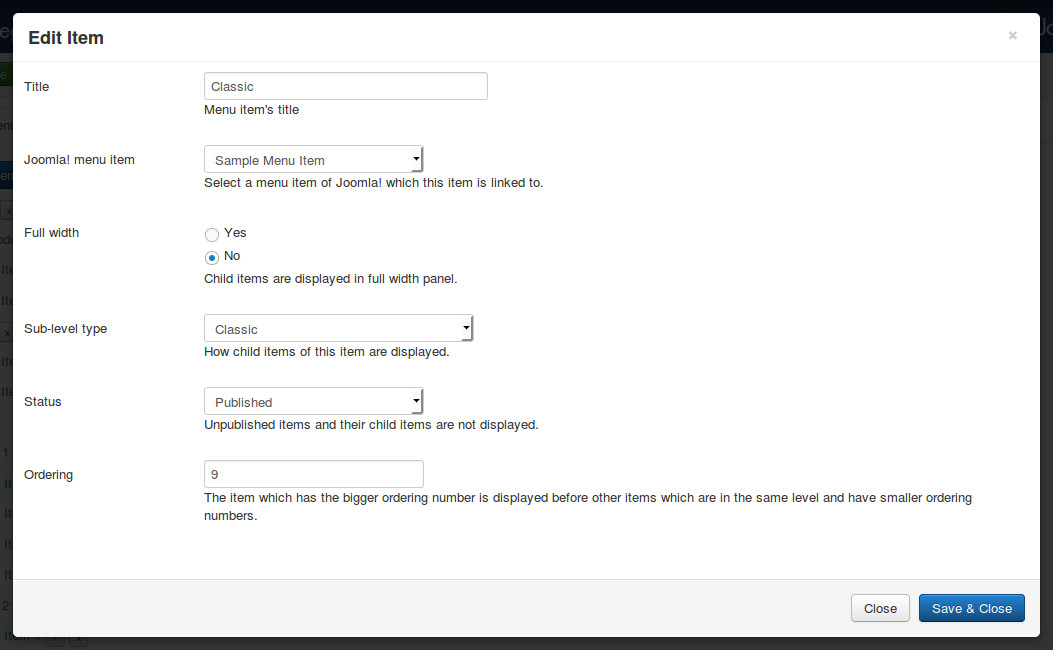 Edit Item
×
Title
Classic
Menu item's title
Joomla! menu item
Sample Menu Item
Select a menu item of Joomla! which this item is linked to.
Full width
Yes
No
Child items are displayed in full width panel.
Sub-level type
Classic
How child items of this item are displayed.
Status
Published
Unpublished items and their child items are not displayed.
Ordering
9
The item which has the bigger ordering number is displayed before other items which are in the same level and have smaller ordering
numbers.
Close
Save & Close